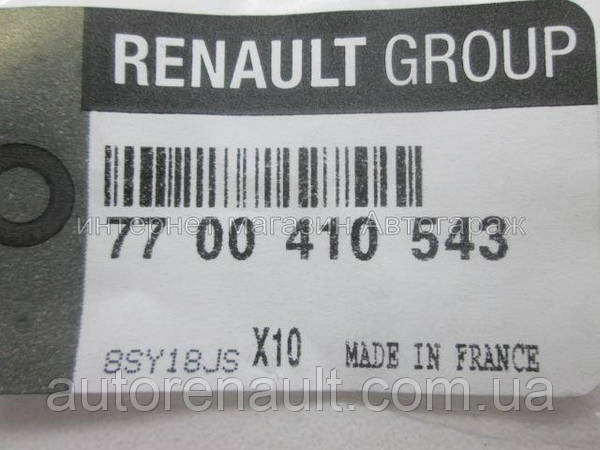 RENAULT GROUP
интернет магазин Автогараж
77 00 410 543
8SY18JS X10 MADE IN FRANCE
autorenault.com.ua